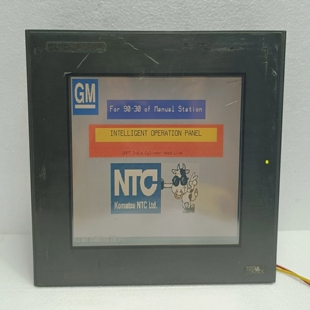 GM
For 90-30 of Manual Station
INTELLIGENT OPERATION PANEL
NTC
Komatsu NTC Ltd.